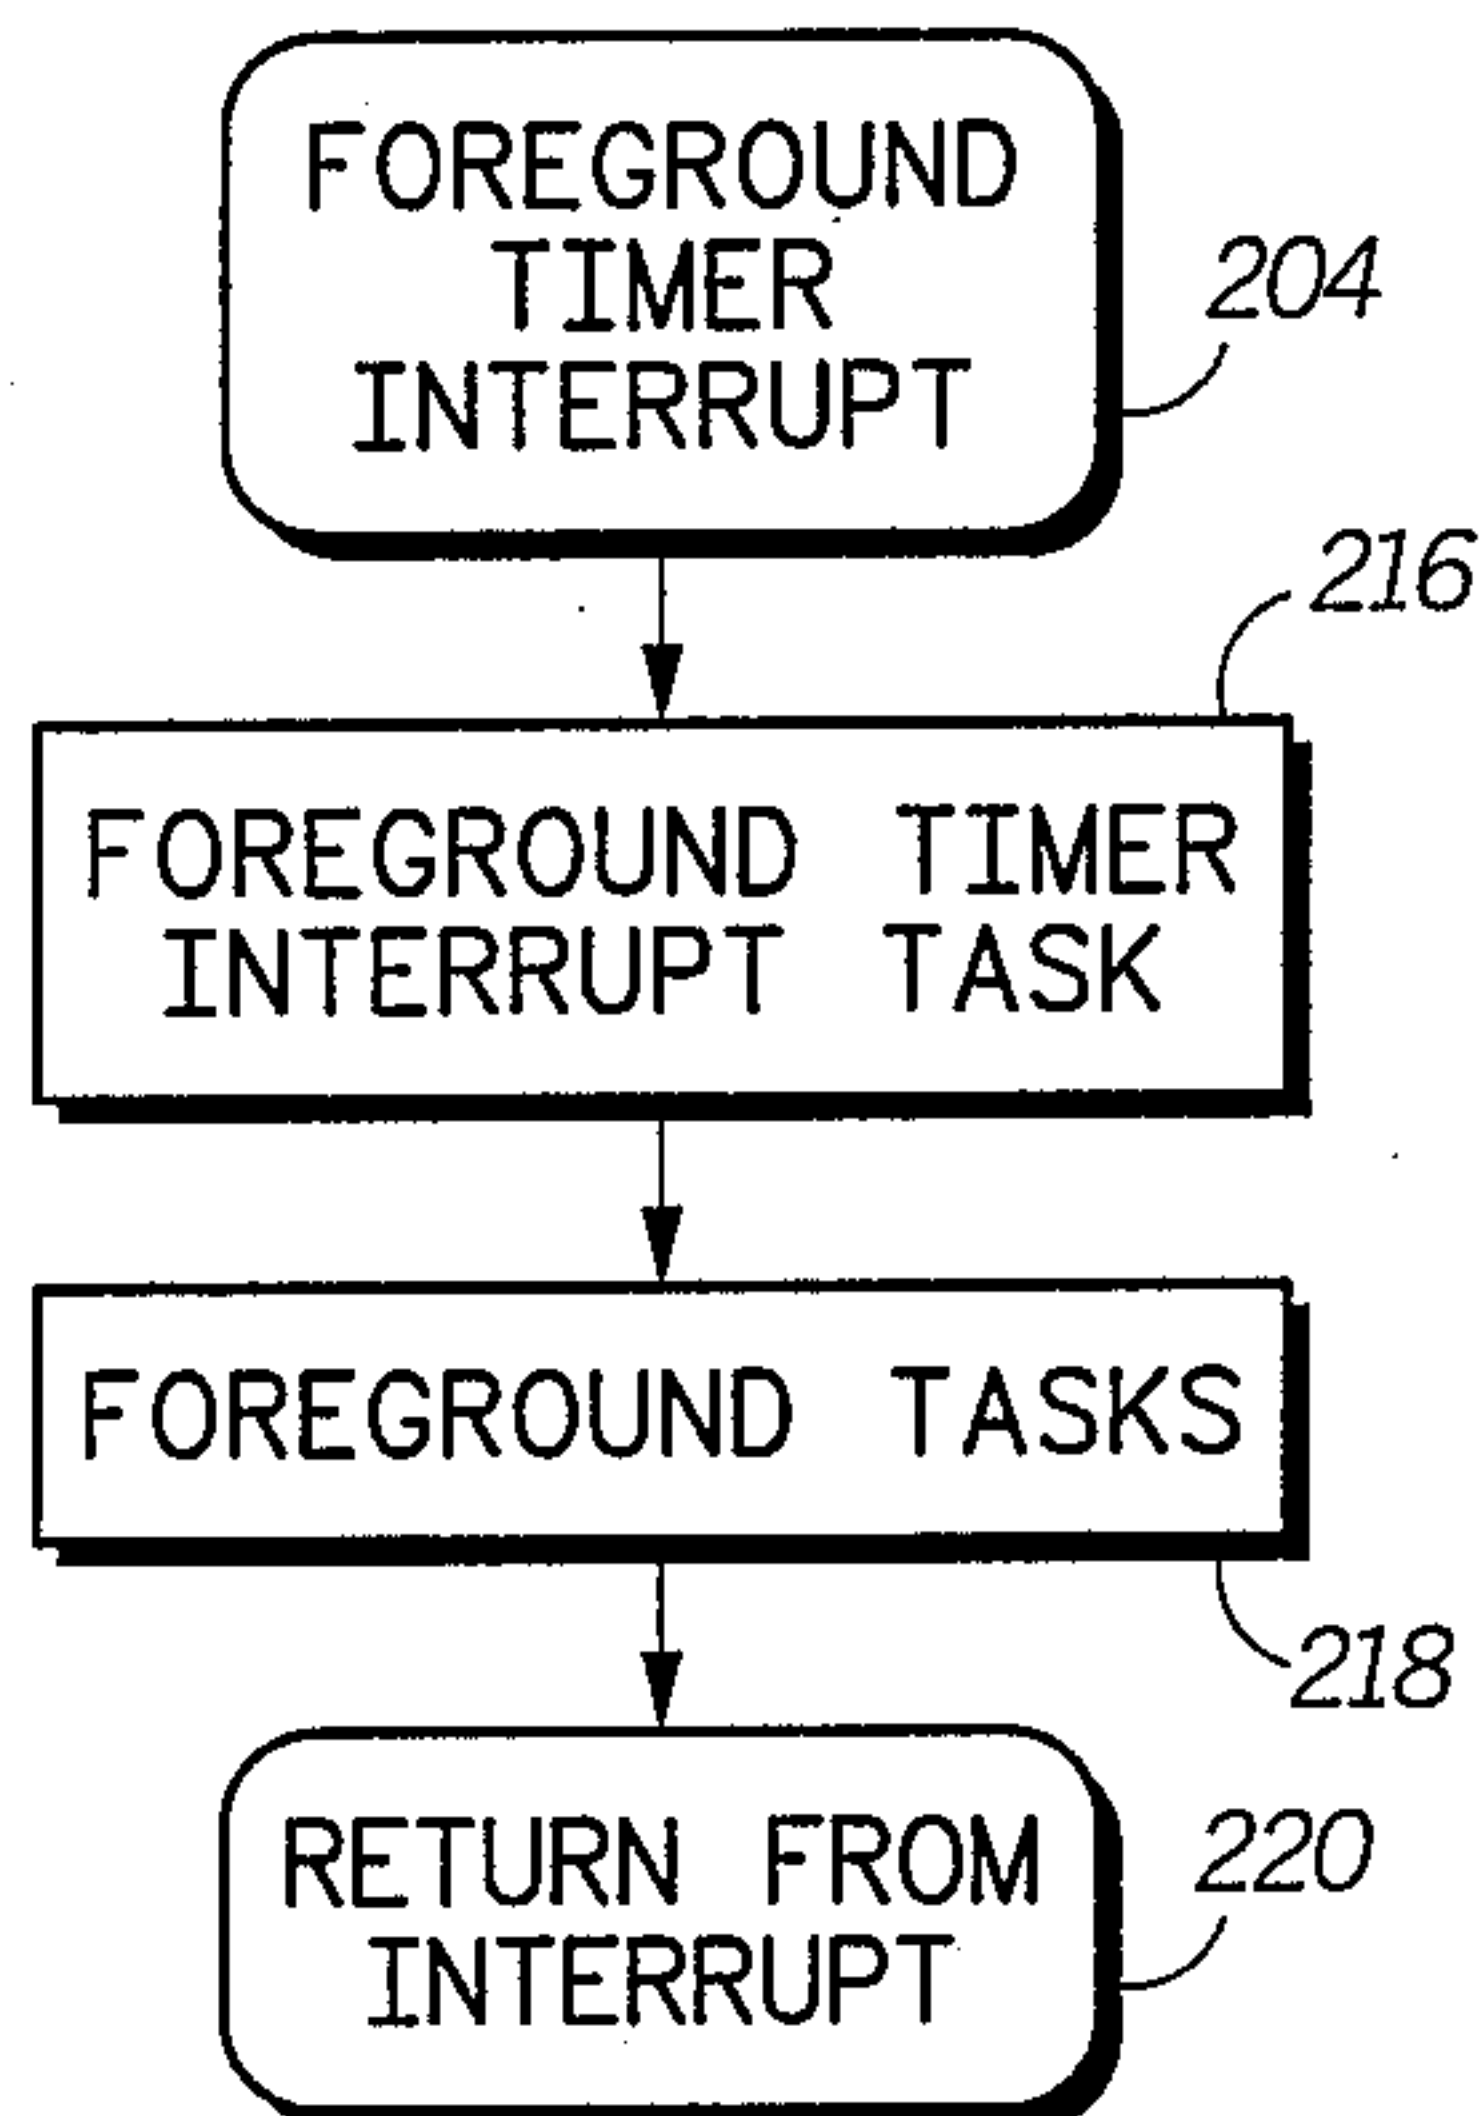 FOREGROUND
TIMER
INTERRUPT
204
216
FOREGROUND TIMER
INTERRUPT TASK
FOREGROUND TASKS
218
RETURN FROM
INTERRUPT
220